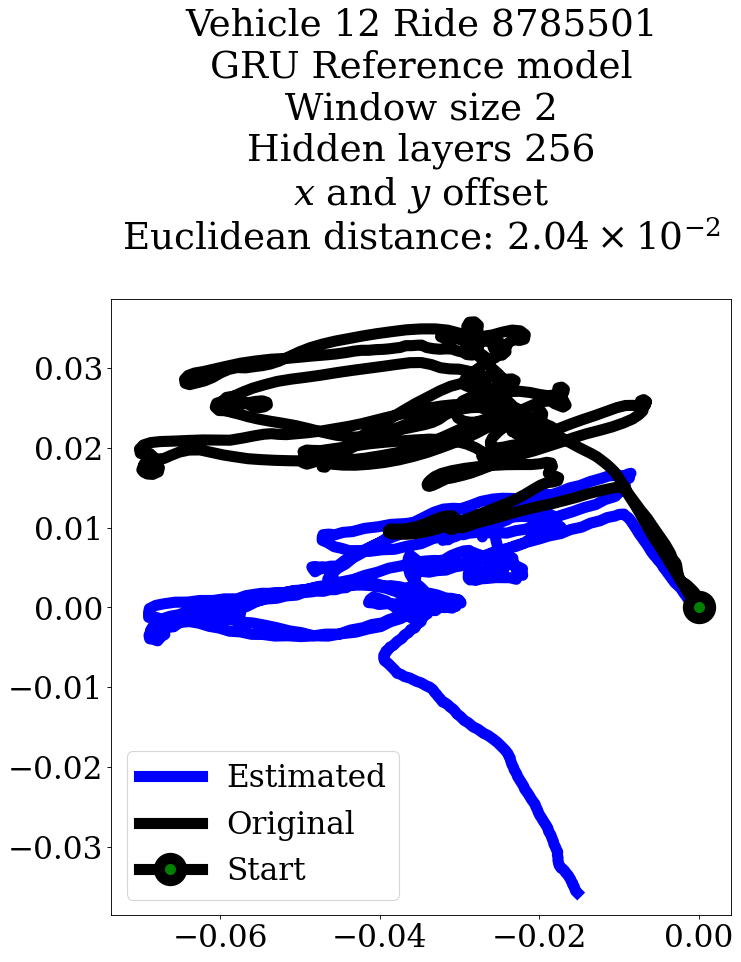 Vehicle 12 Ride 8785501
GRU Reference model
Window size 2
Hidden layers 256
x and y offset
Euclidean distance: 2.04 × 10⁻²
0.03
0.02
0.01
0.00
−0.01
−0.02
−0.03
Estimated
Original
Start
−0.06 −0.04 −0.02 0.00